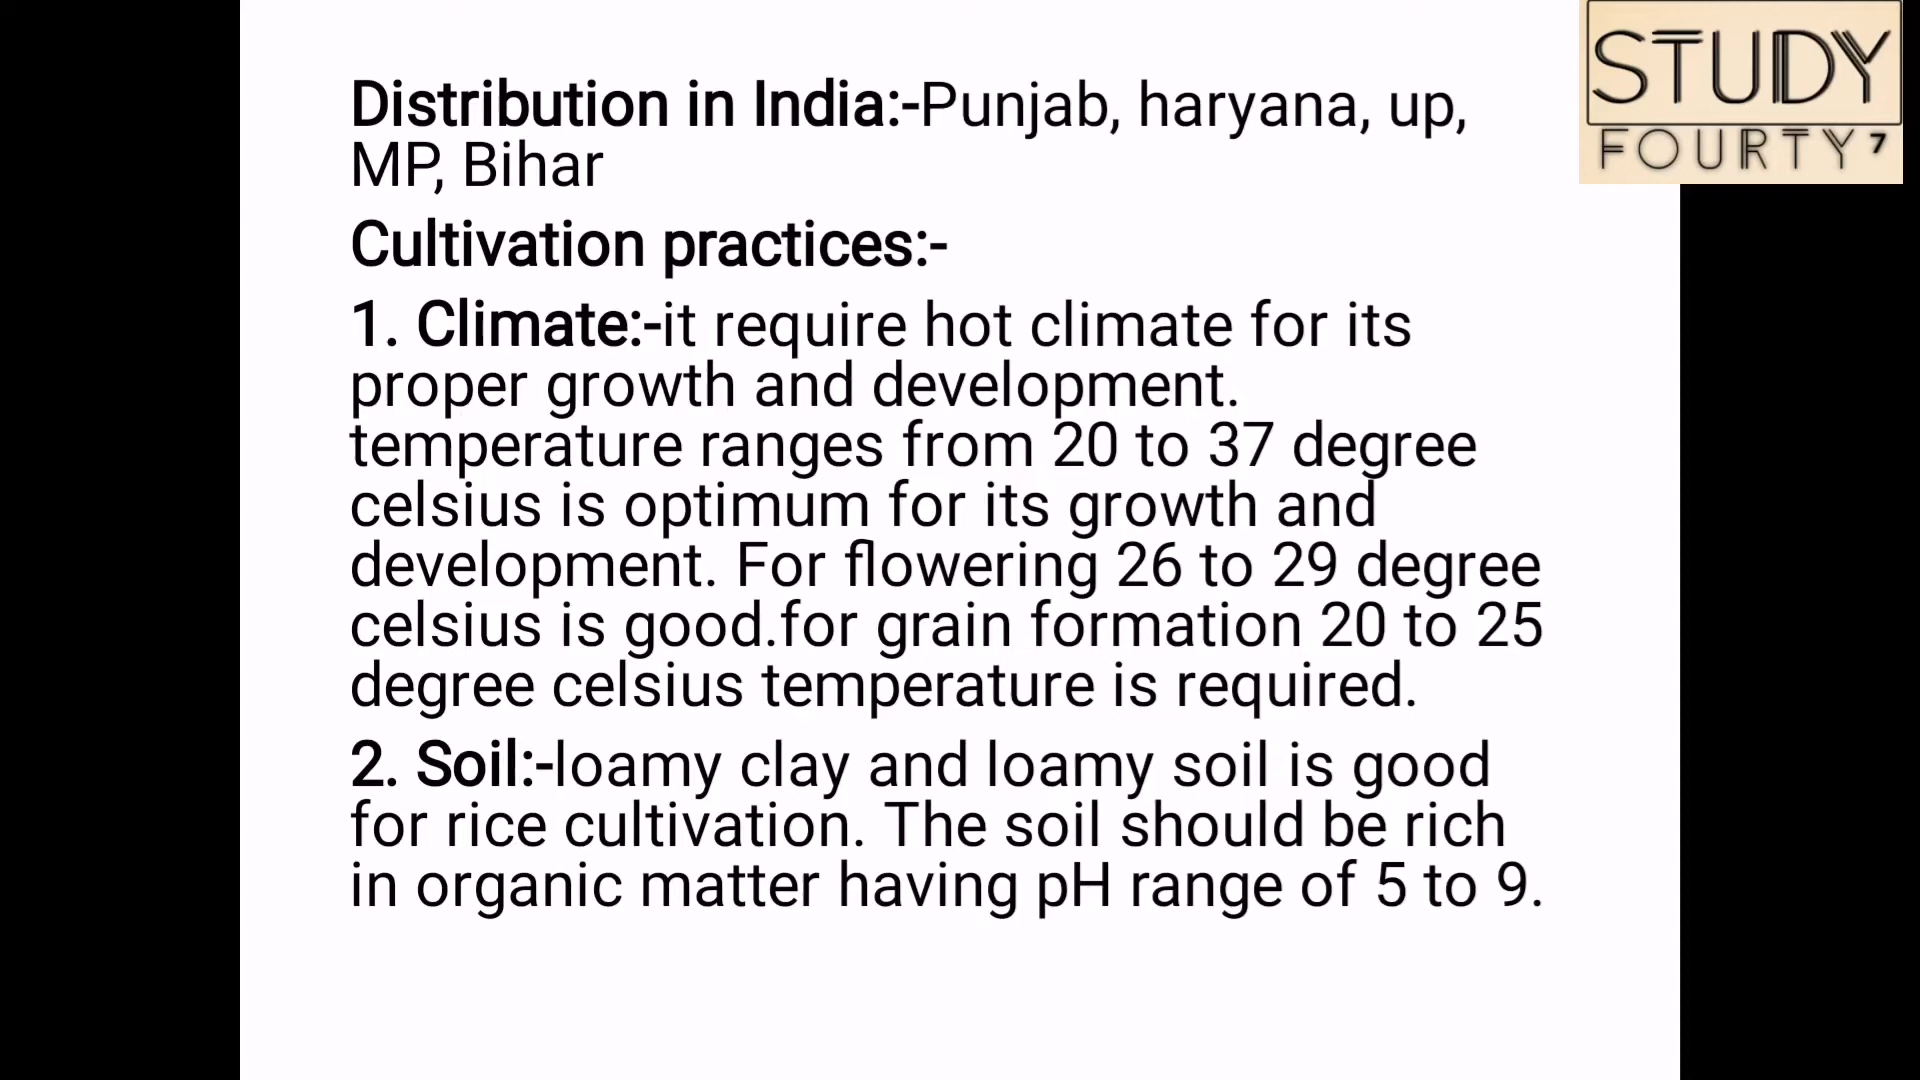 STUDY
FOURTY 7
Distribution in India:-Punjab, haryana, up,
MP, Bihar
Cultivation practices:-
1. Climate:-it require hot climate for its
proper growth and development.
temperature ranges from 20 to 37 degree
celsius is optimum for its growth and
development. For flowering 26 to 29 degree
celsius is good.for grain formation 20 to 25
degree celsius temperature is required.
2. Soil:-loamy clay and loamy soil is good
for rice cultivation. The soil should be rich
in organic matter having pH range of 5 to 9.